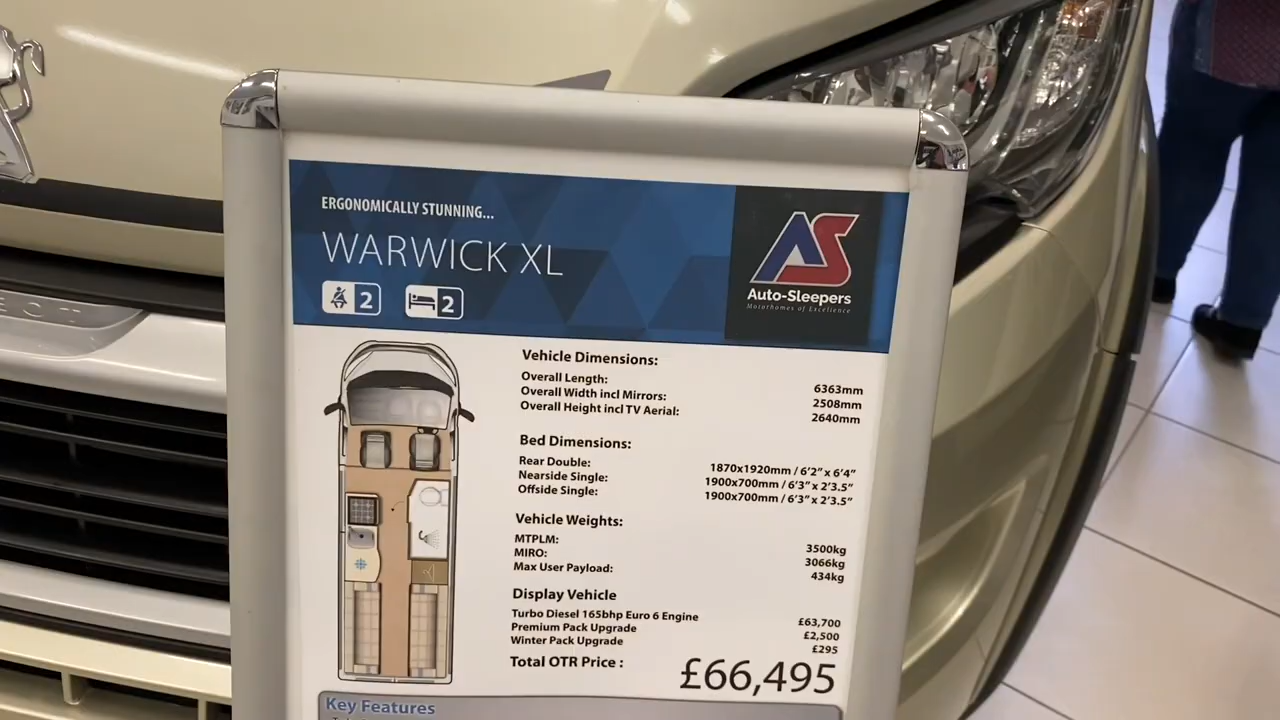 ERGONOMICALLY STUNNING...
WARWICK XL
2 2
AS
Auto-Sleepers
Motorhomes of Excellence
Vehicle Dimensions:
Overall Length: 6363mm
Overall Width incl Mirrors: 2508mm
Overall Height incl TV Aerial: 2640mm
Bed Dimensions:
Rear Double: 1870x1920mm / 6'2" x 6'4"
Nearside Single: 1900x700mm / 6'3" x 2'3.5"
Offside Single: 1900x700mm / 6'3" x 2'3.5"
Vehicle Weights:
MTPLM: 3500kg
MIRO: 3066kg
Max User Payload: 434kg
Display Vehicle
Turbo Diesel 165bhp Euro 6 Engine £63,700
Premium Pack Upgrade £2,500
Winter Pack Upgrade £295
Total OTR Price : £66,495
Key Features